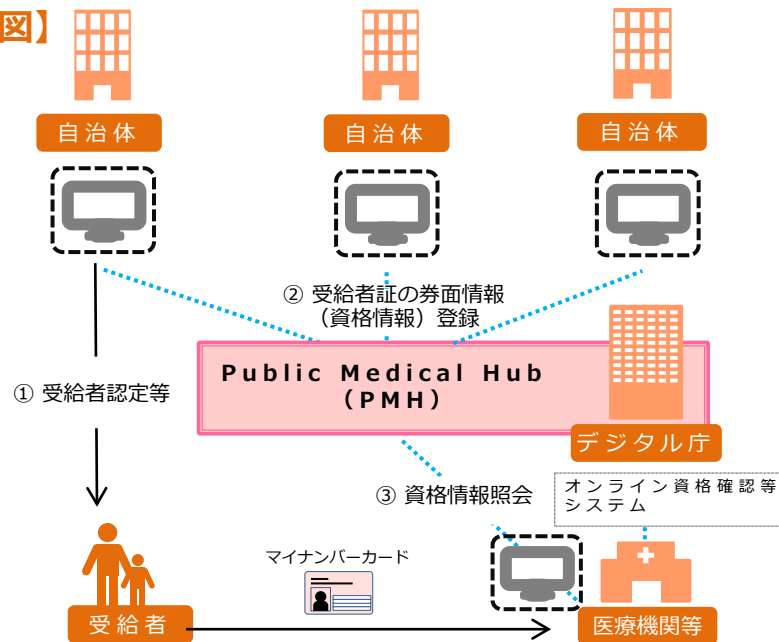 図】
自治体
自治体
自治体
② 受給者証の券面情報
（資格情報）登録
Public Medical Hub
（PMH）
① 受給者認定等
デジタル庁
③ 資格情報照会
オンライン資格確認等
システム
マイナンバーカード
受給者
医療機関等